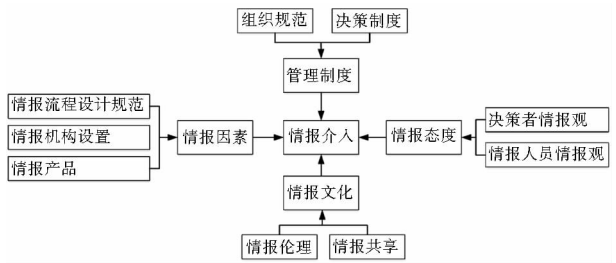 组织规范
决策制度
管理制度
情报流程设计规范
情报机构设置
情报产品
情报因素
情报介入
情报态度
决策者情报观
情报人员情报观
情报文化
情报伦理
情报共享